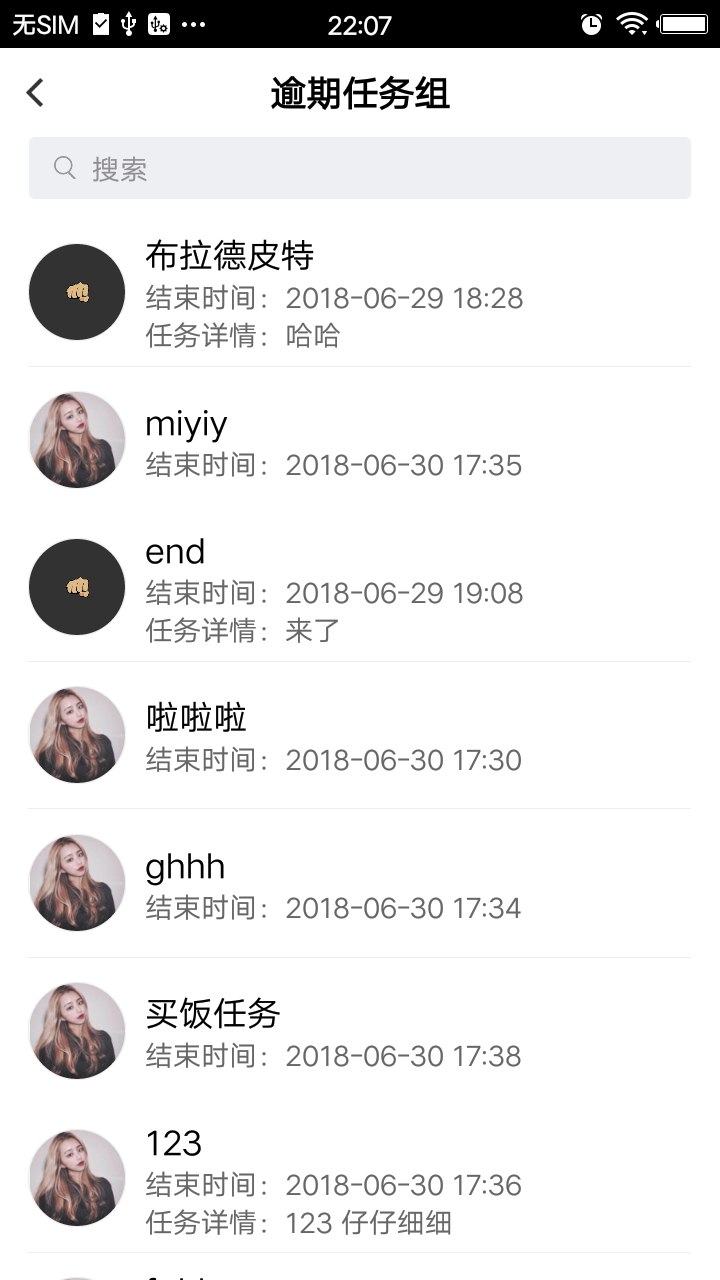 无SIM 22:07
逾期任务组
搜索
布拉德皮特
结束时间：2018-06-29 18:28
任务详情：哈哈
miyiy
结束时间：2018-06-30 17:35
end
结束时间：2018-06-29 19:08
任务详情：来了
啦啦啦
结束时间：2018-06-30 17:30
ghhh
结束时间：2018-06-30 17:34
买饭任务
结束时间：2018-06-30 17:38
123
结束时间：2018-06-30 17:36
任务详情：123 仔仔细细